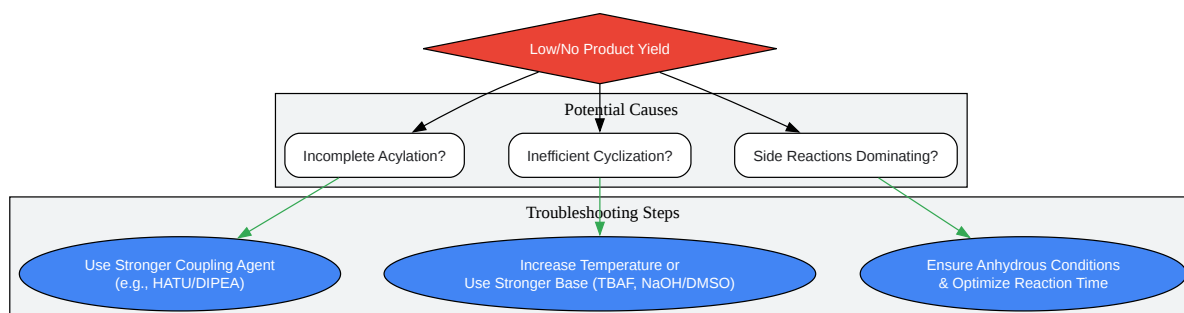 Low/No Product Yield
Potential Causes
Incomplete Acylation?
Inefficient Cyclization?
Side Reactions Dominating?
Troubleshooting Steps
Use Stronger Coupling Agent
(e.g., HATU/DIPEA)
Increase Temperature or
Use Stronger Base (TBAF, NaOH/DMSO)
Ensure Anhydrous Conditions
& Optimize Reaction Time